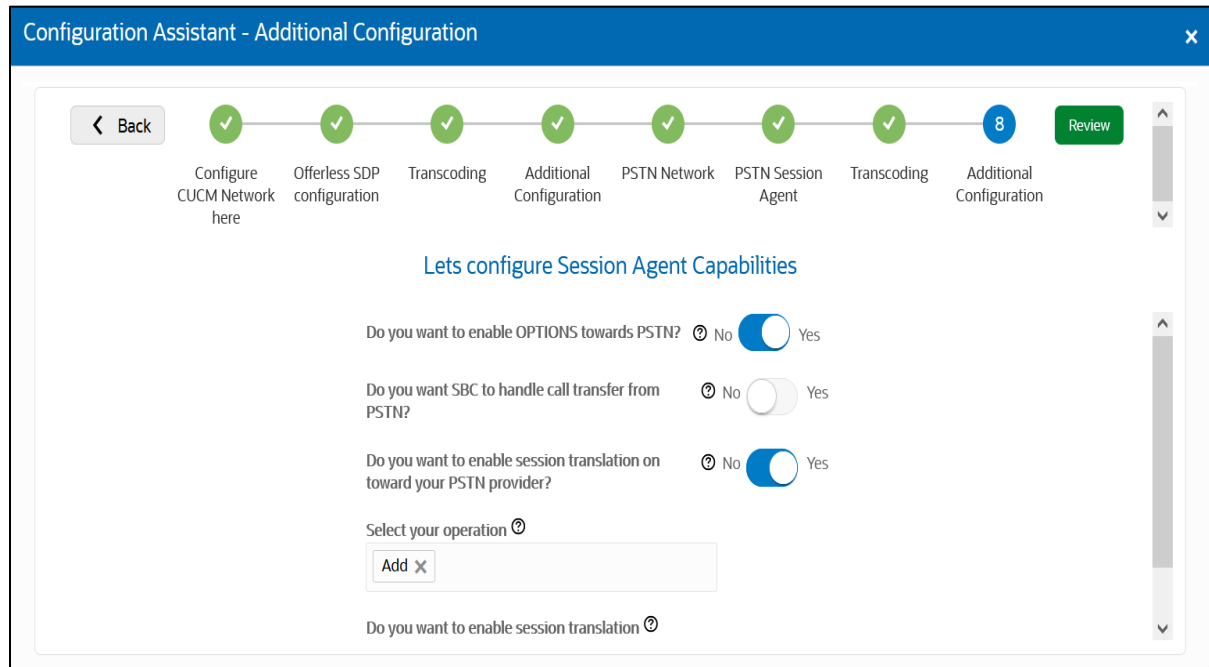 Configuration Assistant - Additional Configuration
Back
8
Review
Configure
CUCM Network
here
Offerless SDP
configuration
Transcoding
Additional
Configuration
PSTN Network
PSTN Session
Agent
Transcoding
Additional
Configuration
Lets configure Session Agent Capabilities
Do you want to enable OPTIONS towards PSTN? ? No Yes
Do you want SBC to handle call transfer from
PSTN?
? No Yes
Do you want to enable session translation on
toward your PSTN provider?
? No Yes
Select your operation ?
Add ×
Do you want to enable session translation ?